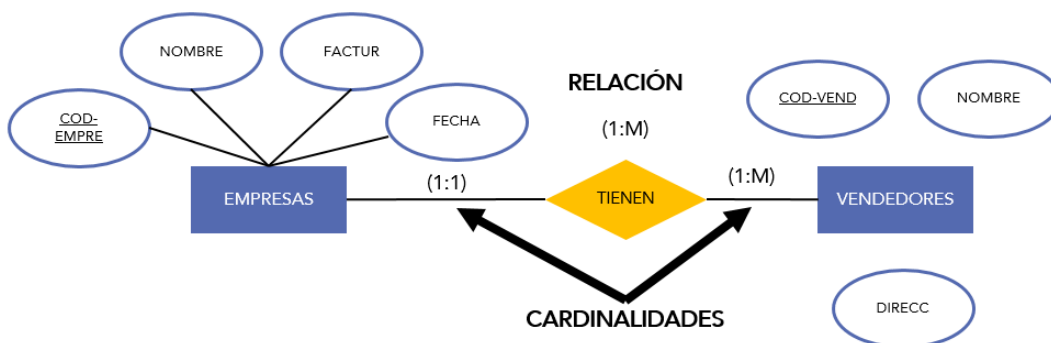 NOMBRE
FACTUR
COD-
EMPRE
FECHA
RELACIÓN
(1:M)
COD-VEND
NOMBRE
EMPRESAS
(1:1)
TIENEN
(1:M)
VENDEDORES
CARDINALIDADES
DIRECC